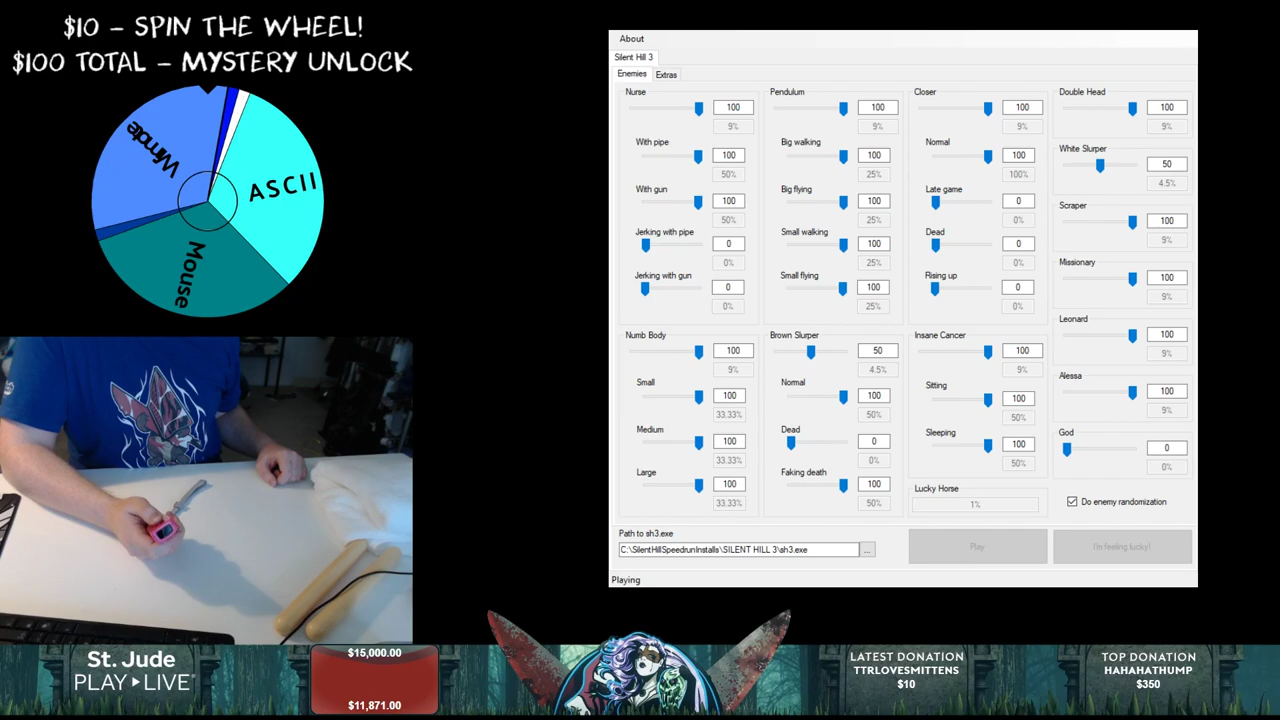 $10 – SPIN THE WHEEL!
$100 TOTAL – MYSTERY UNLOCK
Wiimote
ASCII
Mouse
About
Silent Hill 3
Enemies Extras
Nurse
100
9%
With pipe
100
50%
With gun
100
50%
Jerking with pipe
0
0%
Jerking with gun
0
0%
Pendulum
100
9%
Big walking
100
25%
Big flying
100
25%
Small walking
100
25%
Small flying
100
25%
Closer
100
9%
Normal
100
100%
Late game
0
0%
Dead
0
0%
Rising up
0
0%
Double Head
100
9%
White Slurper
50
4.5%
Scraper
100
9%
Missionary
100
9%
Leonard
100
9%
Alessa
100
9%
God
0
0%
Numb Body
100
9%
Small
100
33.33%
Medium
100
33.33%
Large
100
33.33%
Brown Slurper
50
4.5%
Normal
100
50%
Dead
0
0%
Faking death
100
50%
Insane Cancer
100
9%
Sitting
100
50%
Sleeping
100
50%
Lucky Horse
1%
Do enemy randomization
Path to sh3.exe
C:\SilentHillSpeedrunInstalls\SILENT HILL 3\sh3.exe
...
Play
I'm feeling lucky!
Playing
St. Jude
PLAY LIVE
$15,000.00
$11,871.00
LATEST DONATION
TTRLOVESMITTENS
$10
TOP DONATION
HAHAHATHUMP
$350